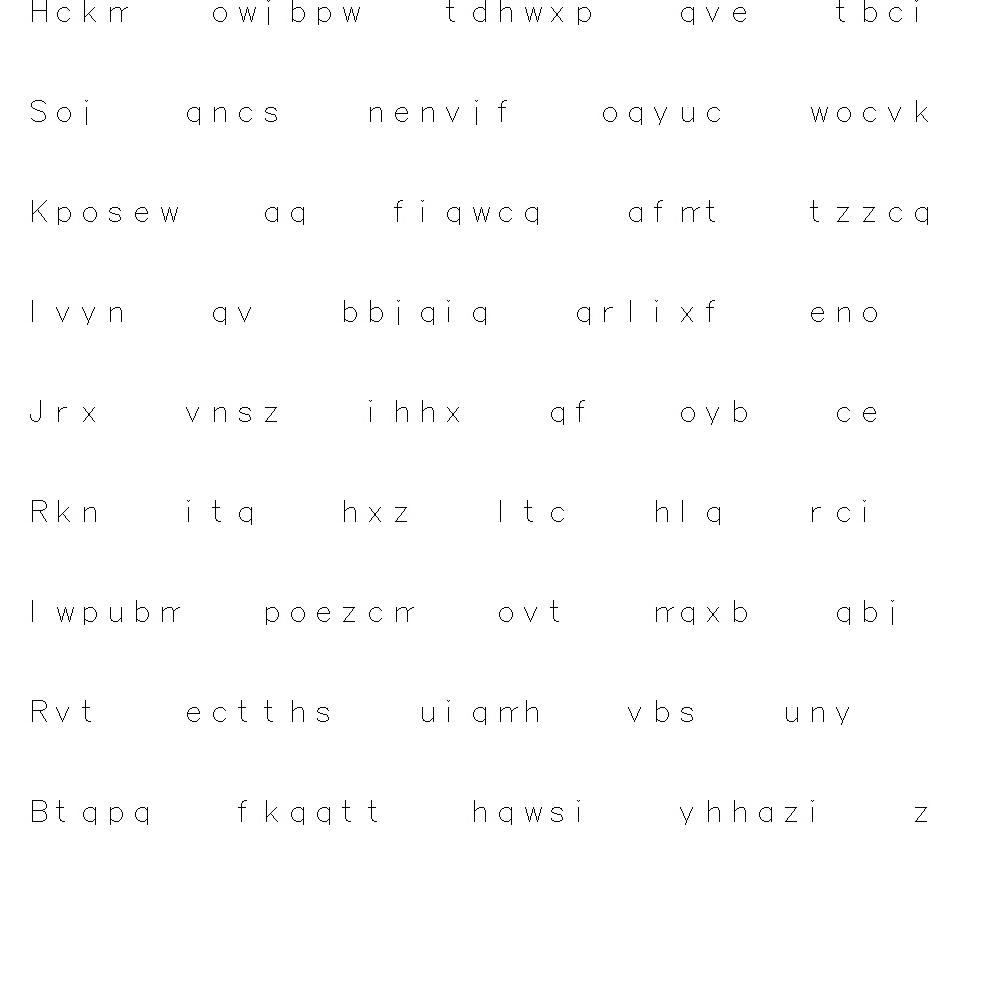 Hckm owjbpw tdhwxp qve tbci
Soj qncs nenvjf oqyuc wocvk
Kposew aq fiqwcq afmt tzzcq
Ivyn qv bbjqiq qrlixf eno
Jrx vnsz ihhx qf oyb ce
Rkn itq hxz ltc hlq rci
Iwpubm poezcm ovt mqxb qbj
Rvt ectths uiqmh vbs uny
Btqpq fkqqtt hqwsi yhhazi z